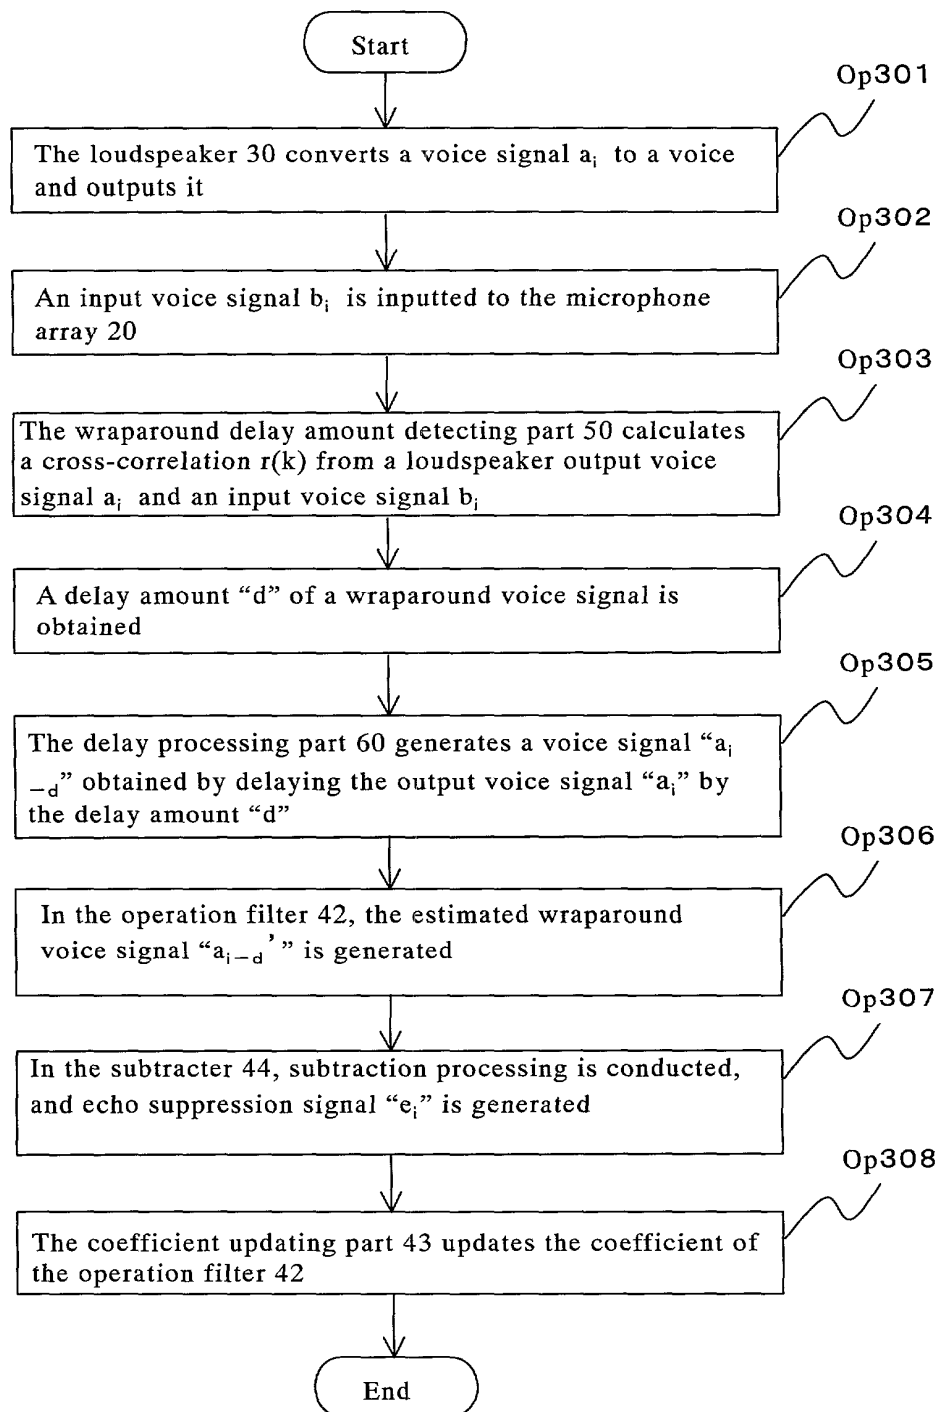 Start
Op301
The loudspeaker 30 converts a voice signal aᵢ to a voice
and outputs it
Op302
An input voice signal bᵢ is inputted to the microphone
array 20
Op303
The wraparound delay amount detecting part 50 calculates
a cross-correlation r(k) from a loudspeaker output voice
signal aᵢ and an input voice signal bᵢ
Op304
A delay amount “d” of a wraparound voice signal is
obtained
Op305
The delay processing part 60 generates a voice signal “aᵢ
₋d” obtained by delaying the output voice signal “aᵢ” by
the delay amount “d”
Op306
In the operation filter 42, the estimated wraparound
voice signal “aᵢ₋d’” is generated
Op307
In the subtracter 44, subtraction processing is conducted,
and echo suppression signal “eᵢ” is generated
Op308
The coefficient updating part 43 updates the coefficient of
the operation filter 42
End